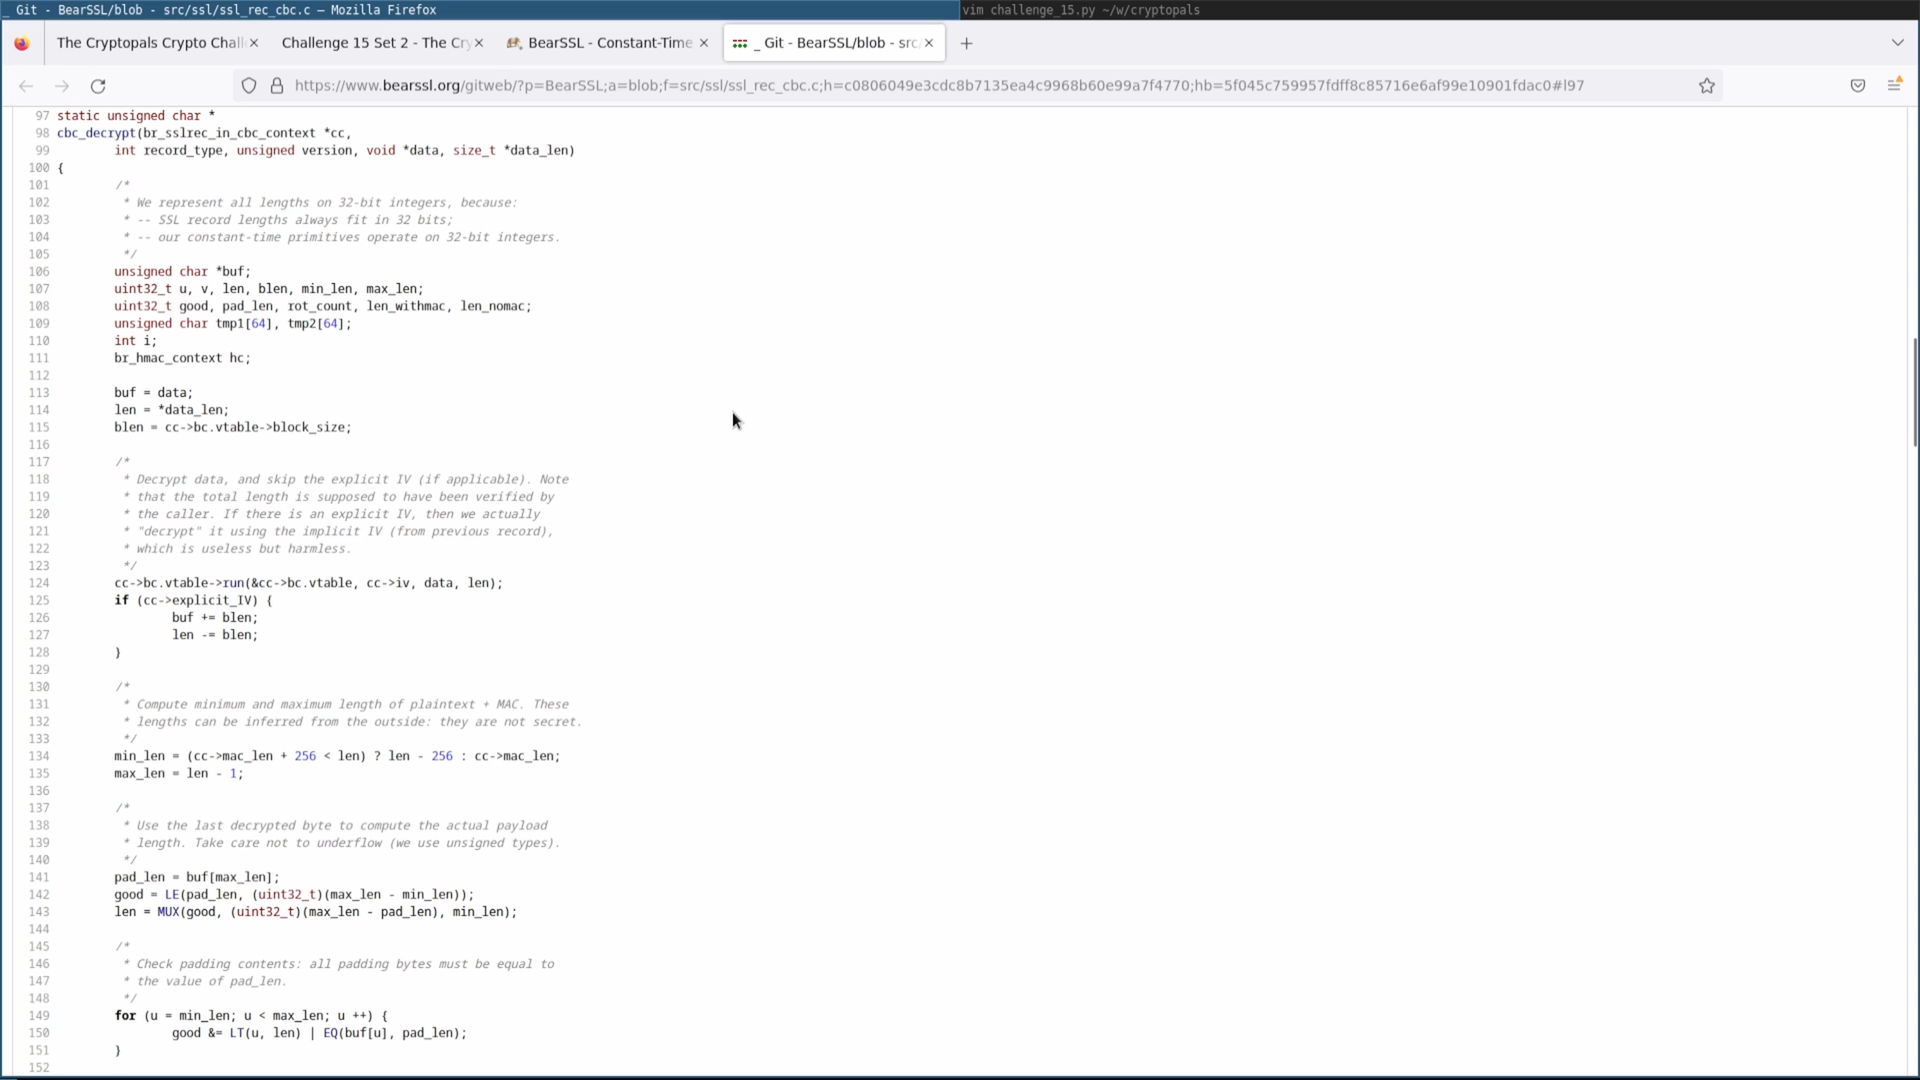 _ Git - BearSSL/blob - src/ssl/ssl_rec_cbc.c — Mozilla Firefox
vim challenge_15.py ~/w/cryptopals
The Cryptopals Crypto Chall
Challenge 15 Set 2 - The Cry
BearSSL - Constant-Time
_ Git - BearSSL/blob - src/
https://www.bearssl.org/gitweb/?p=BearSSL;a=blob;f=src/ssl/ssl_rec_cbc.c;h=c0806049e3cdc8b7135ea4c9968b60e99a7f4770;hb=5f045c759957fdff8c85716e6af99e10901fdac0#l97
97 static unsigned char *
98 cbc_decrypt(br_sslrec_in_cbc_context *cc,
99         int record_type, unsigned version, void *data, size_t *data_len)
100 {
101         /*
102          * We represent all lengths on 32-bit integers, because:
103          * -- SSL record lengths always fit in 32 bits;
104          * -- our constant-time primitives operate on 32-bit integers.
105          */
106         unsigned char *buf;
107         uint32_t u, v, len, blen, min_len, max_len;
108         uint32_t good, pad_len, rot_count, len_withmac, len_nomac;
109         unsigned char tmp1[64], tmp2[64];
110         int i;
111         br_hmac_context hc;
112
113         buf = data;
114         len = *data_len;
115         blen = cc->bc.vtable->block_size;
116
117         /*
118          * Decrypt data, and skip the explicit IV (if applicable). Note
119          * that the total length is supposed to have been verified by
120          * the caller. If there is an explicit IV, then we actually
121          * "decrypt" it using the implicit IV (from previous record),
122          * which is useless but harmless.
123          */
124         cc->bc.vtable->run(&cc->bc.vtable, cc->iv, data, len);
125         if (cc->explicit_IV) {
126                 buf += blen;
127                 len -= blen;
128         }
129
130         /*
131          * Compute minimum and maximum length of plaintext + MAC. These
132          * lengths can be inferred from the outside: they are not secret.
133          */
134         min_len = (cc->mac_len + 256 < len) ? len - 256 : cc->mac_len;
135         max_len = len - 1;
136
137         /*
138          * Use the last decrypted byte to compute the actual payload
139          * length. Take care not to underflow (we use unsigned types).
140          */
141         pad_len = buf[max_len];
142         good = LE(pad_len, (uint32_t)(max_len - min_len));
143         len = MUX(good, (uint32_t)(max_len - pad_len), min_len);
144
145         /*
146          * Check padding contents: all padding bytes must be equal to
147          * the value of pad_len.
148          */
149         for (u = min_len; u < max_len; u ++) {
150                 good &= LT(u, len) | EQ(buf[u], pad_len);
151         }
152